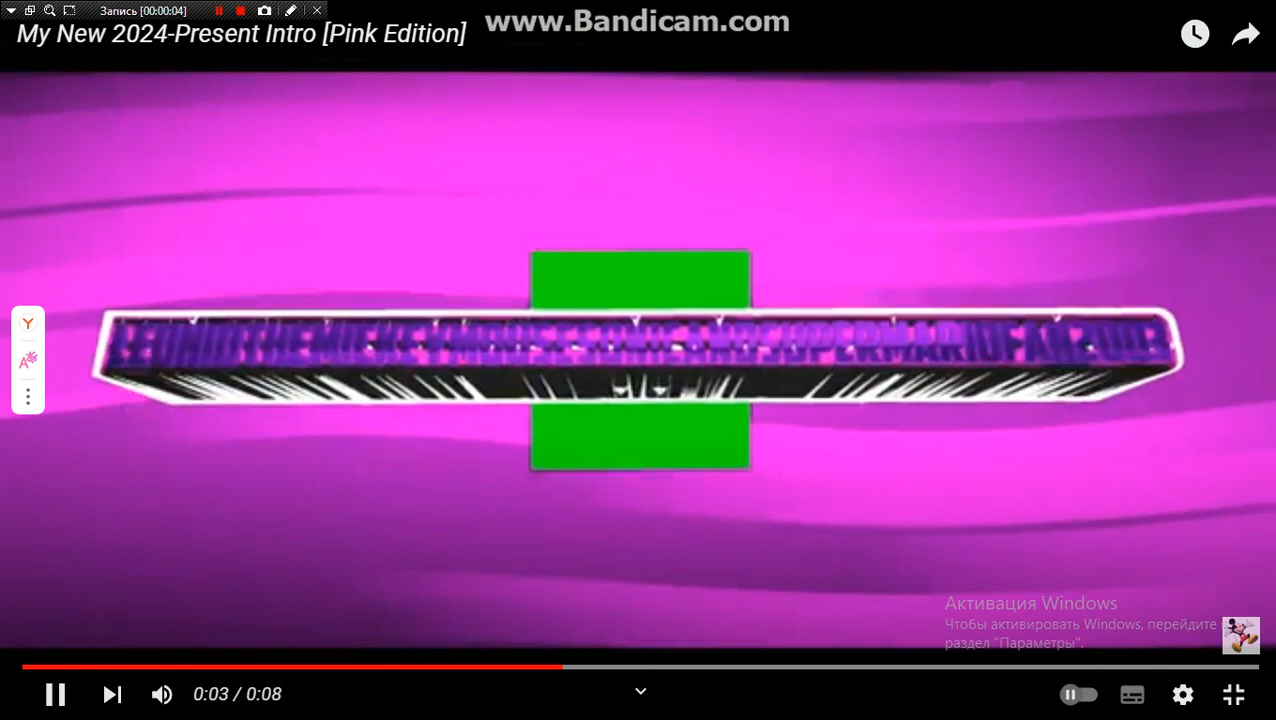 Запись [00:00:04]
www.Bandicam.com
My New 2024-Present Intro [Pink Edition]
Активация Windows
Чтобы активировать Windows, перейдите
раздел "Параметры".
0:03 / 0:08